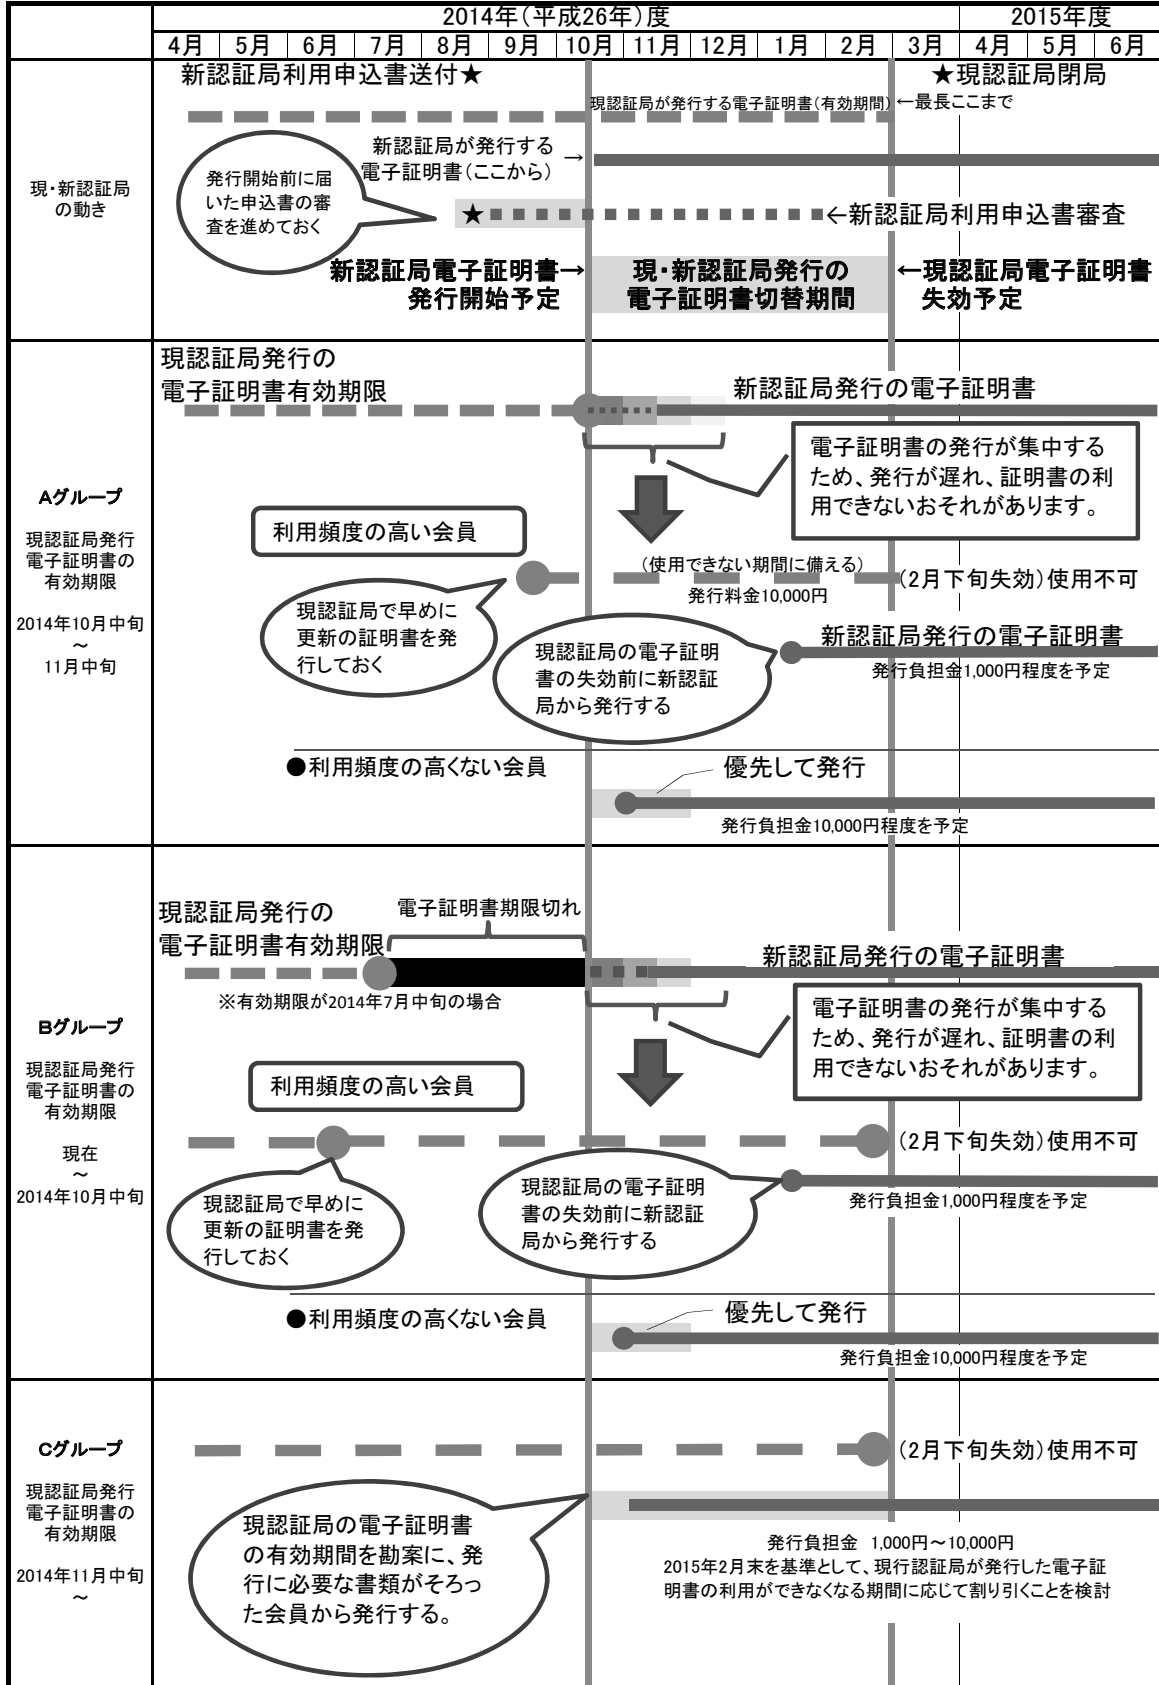 2014年（平成26年）度
2015年度
4月 5月 6月 7月 8月 9月 10月 11月 12月 1月 2月 3月 4月 5月 6月
現・新認証局
の動き
新認証局利用申込書送付★
★現認証局閉局
現認証局が発行する電子証明書（有効期間）
←最長ここまで
新認証局が発行する
電子証明書（ここから）
→
発行開始前に届
いた申込書の審
査を進めておく
★
←新認証局利用申込書審査
新認証局電子証明書→
発行開始予定
現・新認証局発行の
電子証明書切替期間
←現認証局電子証明書
失効予定
Aグループ
現認証局発行
電子証明書の
有効期限
2014年10月中旬
～
11月中旬
現認証局発行の
電子証明書有効期限
新認証局発行の電子証明書
電子証明書の発行が集中する
ため、発行が遅れ、証明書の利
用できないおそれがあります。
利用頻度の高い会員
（使用できない期間に備える）
（2月下旬失効）使用不可
発行料金10,000円
現認証局で早めに
更新の証明書を発
行しておく
現認証局の電子証明
書の失効前に新認証
局から発行する
新認証局発行の電子証明書
発行負担金1,000円程度を予定
●利用頻度の高くない会員
優先して発行
発行負担金10,000円程度を予定
Bグループ
現認証局発行
電子証明書の
有効期限
現在
～
2014年10月中旬
現認証局発行の
電子証明書有効期限
電子証明書期限切れ
新認証局発行の電子証明書
※有効期限が2014年7月中旬の場合
電子証明書の発行が集中する
ため、発行が遅れ、証明書の利
用できないおそれがあります。
利用頻度の高い会員
（2月下旬失効）使用不可
現認証局で早めに
更新の証明書を発
行しておく
現認証局の電子証明
書の失効前に新認証
局から発行する
発行負担金1,000円程度を予定
●利用頻度の高くない会員
優先して発行
発行負担金10,000円程度を予定
Cグループ
現認証局発行
電子証明書の
有効期限
2014年11月中旬
～
（2月下旬失効）使用不可
現認証局の電子証明書
の有効期間を勘案に、発
行に必要な書類がそろっ
た会員から発行する。
発行負担金 1,000円～10,000円
2015年2月末を基準として、現行認証局が発行した電子証
明書の利用ができなくなる期間に応じて割り引くことを検討